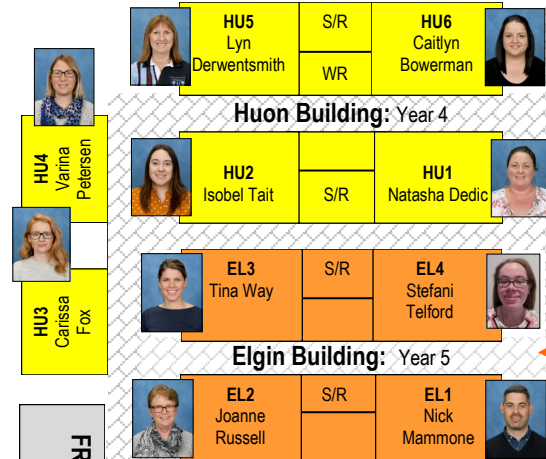 HU5
Lyn
Derwentsmith
S/R
WR
HU6
Caitlyn
Bowerman
Huon Building: Year 4
HU4
Varina
Petersen
HU2
Isobel Tait
S/R
HU1
Natasha Dedic
HU3
Carissa
Fox
EL3
Tina Way
S/R
EL4
Stefani
Telford
Elgin Building: Year 5
EL2
Joanne
Russell
S/R
EL1
Nick
Mammone
FR